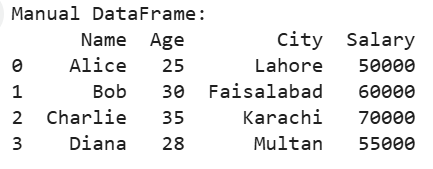 Manual DataFrame:
      Name  Age        City  Salary
0    Alice   25      Lahore   50000
1      Bob   30  Faisalabad   60000
2  Charlie   35     Karachi   70000
3    Diana   28      Multan   55000